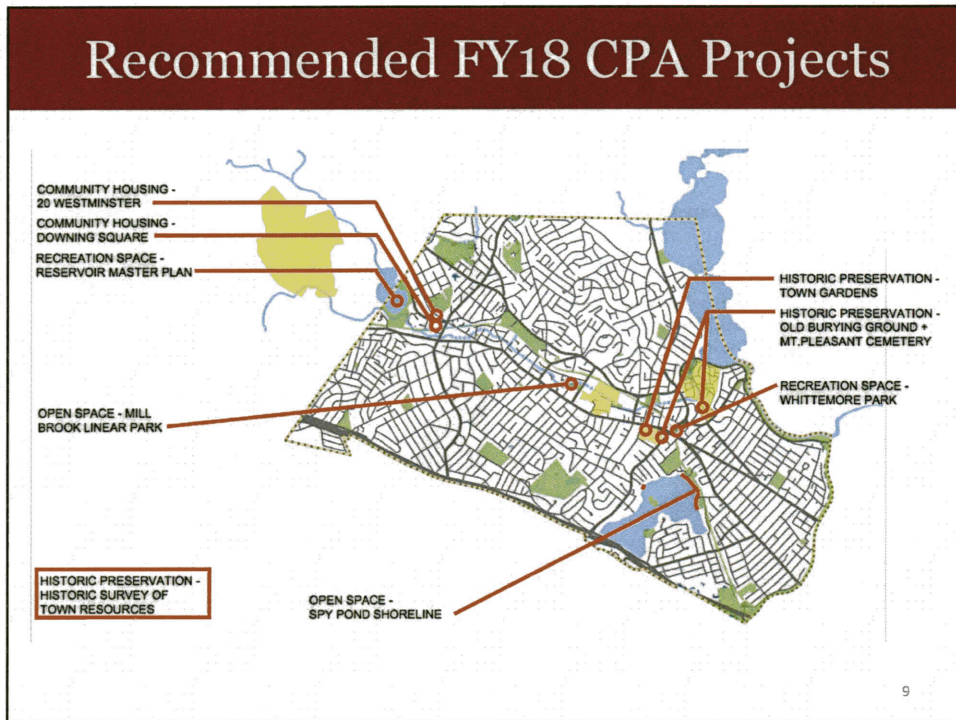 Recommended FY18 CPA Projects
COMMUNITY HOUSING -
20 WESTMINSTER
COMMUNITY HOUSING -
DOWNING SQUARE
RECREATION SPACE -
RESERVOIR MASTER PLAN
OPEN SPACE - MILL
BROOK LINEAR PARK
HISTORIC PRESERVATION -
HISTORIC SURVEY OF
TOWN RESOURCES
OPEN SPACE -
SPY POND SHORELINE
HISTORIC PRESERVATION -
TOWN GARDENS
HISTORIC PRESERVATION -
OLD BURYING GROUND +
MT.PLEASANT CEMETERY
RECREATION SPACE -
WHITTEMORE PARK
9